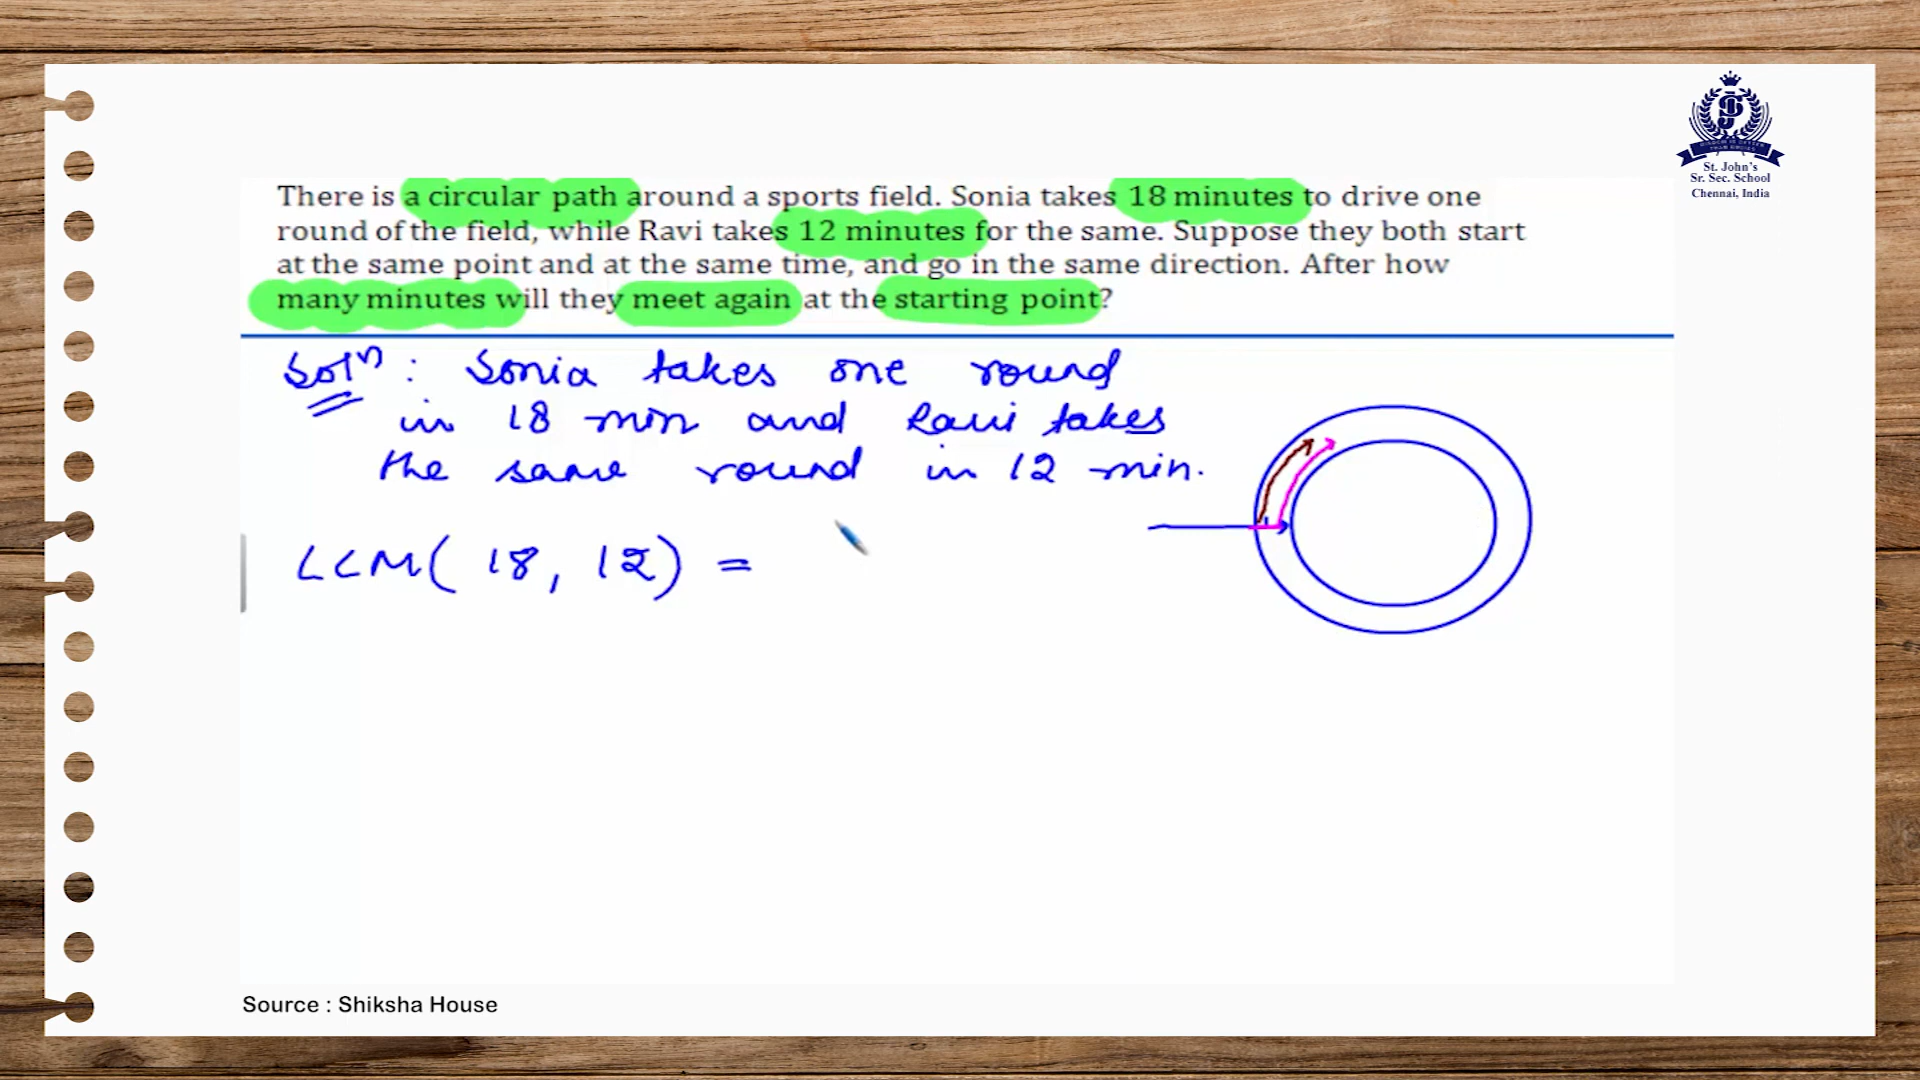 St. John's
Sr. Sec. School
Chennai, India
There is a circular path around a sports field. Sonia takes 18 minutes to drive one
round of the field, while Ravi takes 12 minutes for the same. Suppose they both start
at the same point and at the same time, and go in the same direction. After how
many minutes will they meet again at the starting point?
Solⁿ : Sonia takes one round
in 18 min and Ravi takes
the same round in 12 min.
LCM( 18, 12) =
Source : Shiksha House